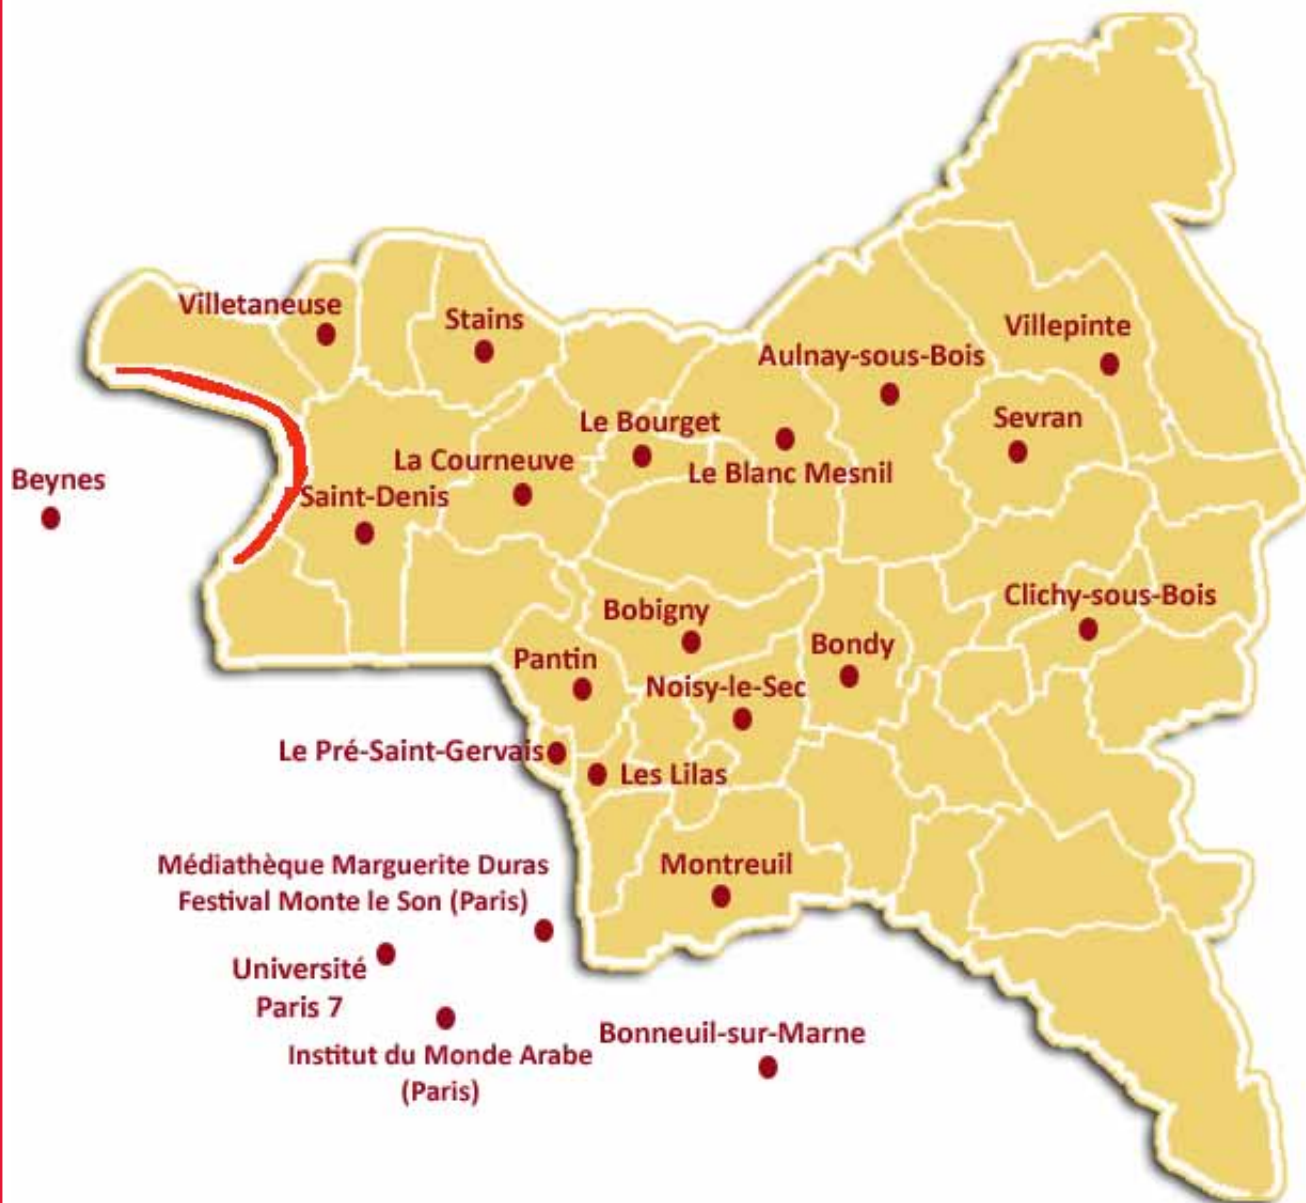 Villetaneuse
Stains
Villepinte
Aulnay-sous-Bois
Le Bourget
Sevran
La Courneuve
Le Blanc Mesnil
Beynes
Saint-Denis
Clichy-sous-Bois
Bobigny
Bondy
Pantin
Noisy-le-Sec
Le Pré-Saint-Gervais
Les Lilas
Médiathèque Marguerite Duras
Festival Monte le Son (Paris)
Montreuil
Université
Paris 7
Institut du Monde Arabe
(Paris)
Bonneuil-sur-Marne